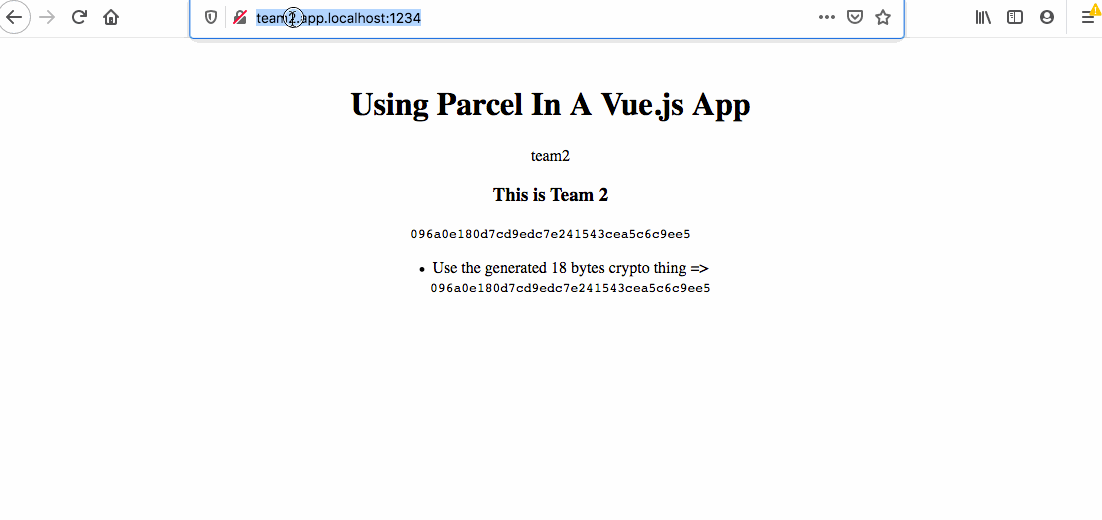 team2.app.localhost:1234
Using Parcel In A Vue.js App
team2
This is Team 2
096a0e180d7cd9edc7e241543cea5c6c9ee5
• Use the generated 18 bytes crypto thing =>
096a0e180d7cd9edc7e241543cea5c6c9ee5